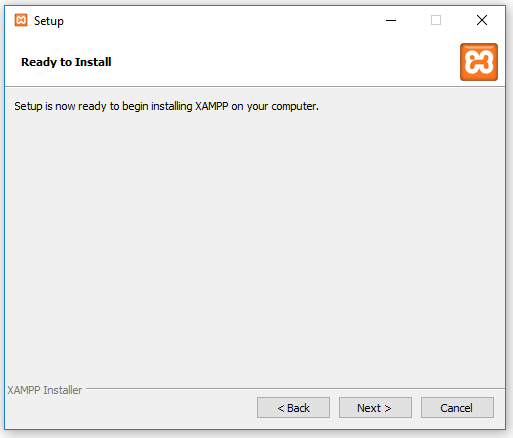 Setup
Ready to Install
Setup is now ready to begin installing XAMPP on your computer.
XAMPP Installer
< Back
Next >
Cancel